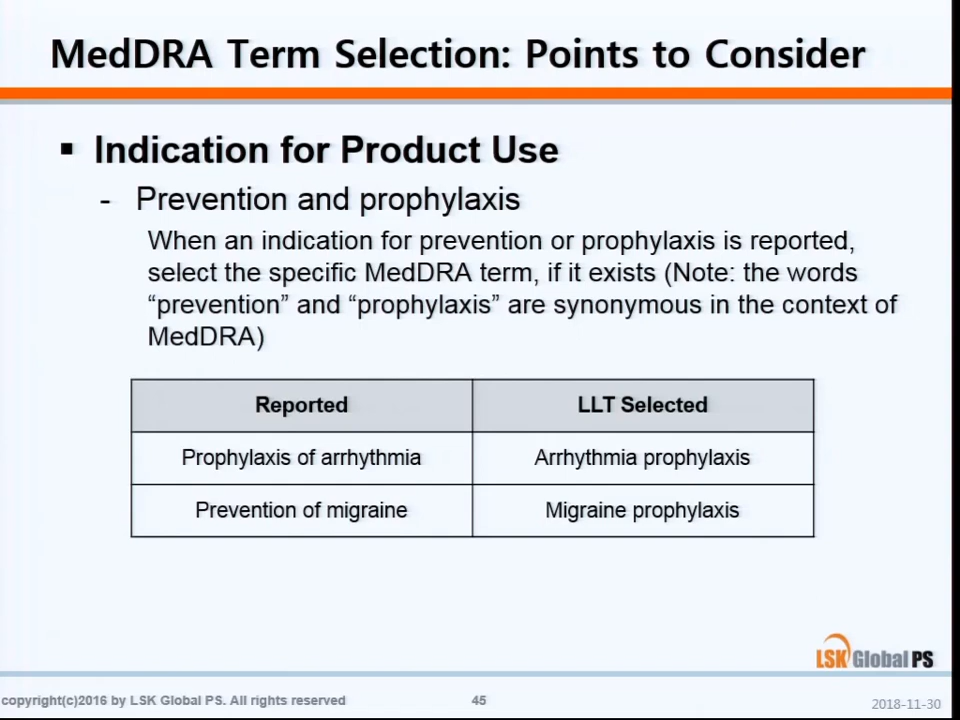 MedDRA Term Selection: Points to Consider
▪ Indication for Product Use
- Prevention and prophylaxis
When an indication for prevention or prophylaxis is reported,
select the specific MedDRA term, if it exists (Note: the words
“prevention” and “prophylaxis” are synonymous in the context of
MedDRA)
Reported LLT Selected
Prophylaxis of arrhythmia Arrhythmia prophylaxis
Prevention of migraine Migraine prophylaxis
LSK Global PS
copyright(c)2016 by LSK Global PS. All rights reserved 45 2018-11-30